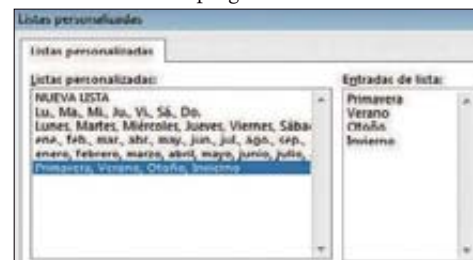 Listas personalizadas
Listas personalizadas
Listas personalizadas:
NUEVA LISTA
Lu., Ma., Mi., Ju., Vi., Sá., Do.
Lunes, Martes, Miércoles, Jueves, Viernes, Sába
ene., feb., mar., abr., may., jun., jul., ago., sep.,
enero, febrero, marzo, abril, mayo, junio, julio,
Primavera, Verano, Otoño, Invierno
Entradas de lista:
Primavera
Verano
Otoño
Invierno